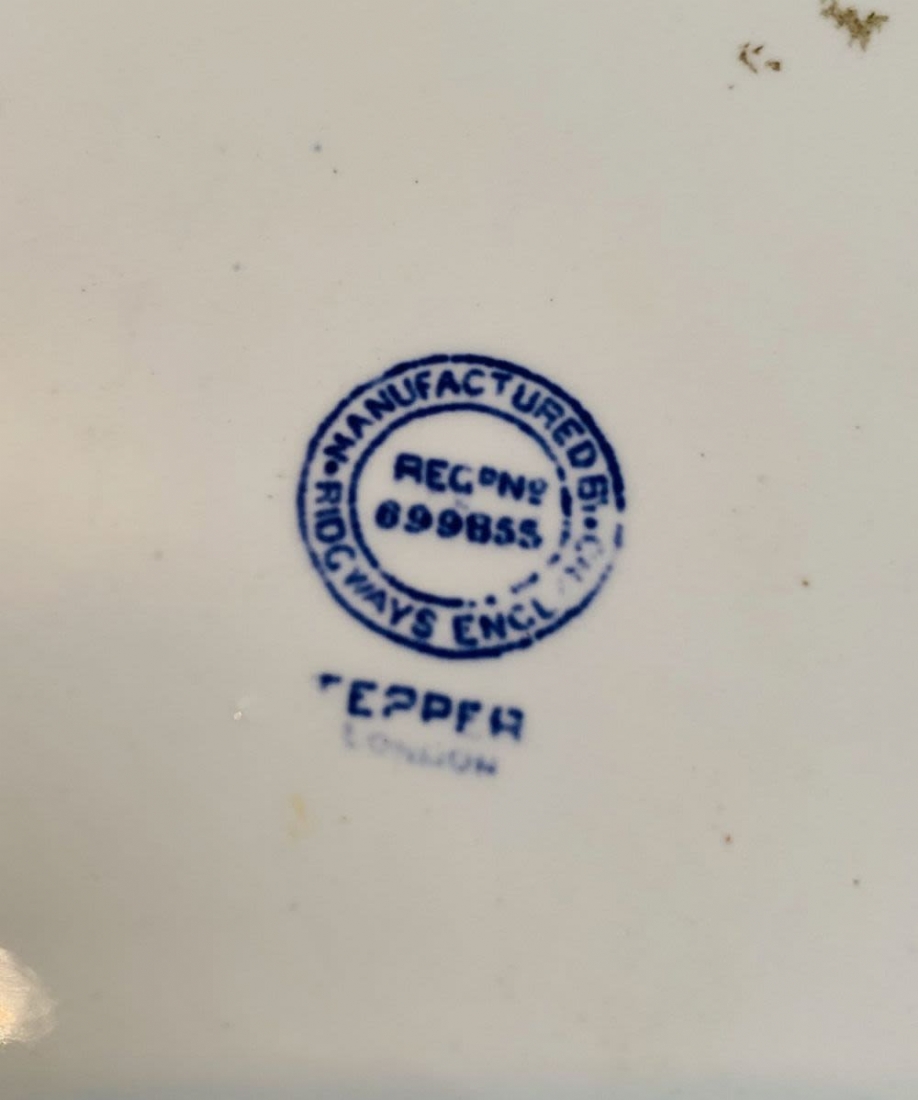 MANUFACTURED BY
REGᴰ Nº
699855
RIDGWAYS ENGLAND
TEPPER
LONDON